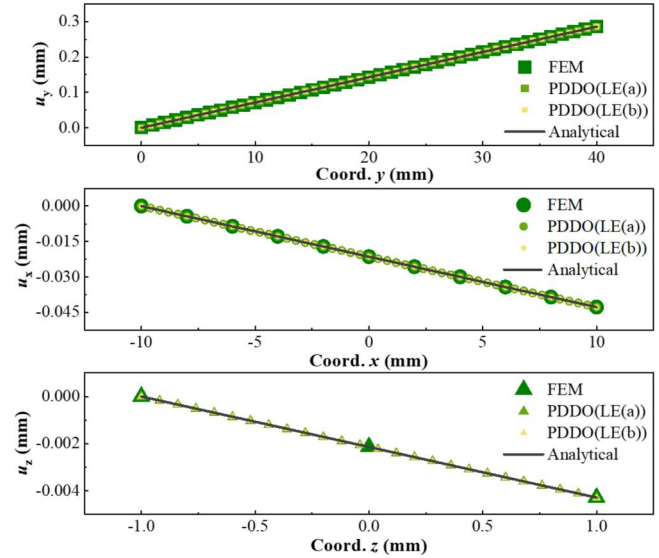 0.3
0.2
0.1
0.0
u_y (mm)
FEM
PDDO(LE(a))
PDDO(LE(b))
Analytical
0 10 20 30 40
Coord. y (mm)
0.000
-0.015
-0.030
-0.045
u_x (mm)
FEM
PDDO(LE(a))
PDDO(LE(b))
Analytical
-10 -5 0 5 10
Coord. x (mm)
0.000
-0.002
-0.004
u_z (mm)
FEM
PDDO(LE(a))
PDDO(LE(b))
Analytical
-1.0 -0.5 0.0 0.5 1.0
Coord. z (mm)